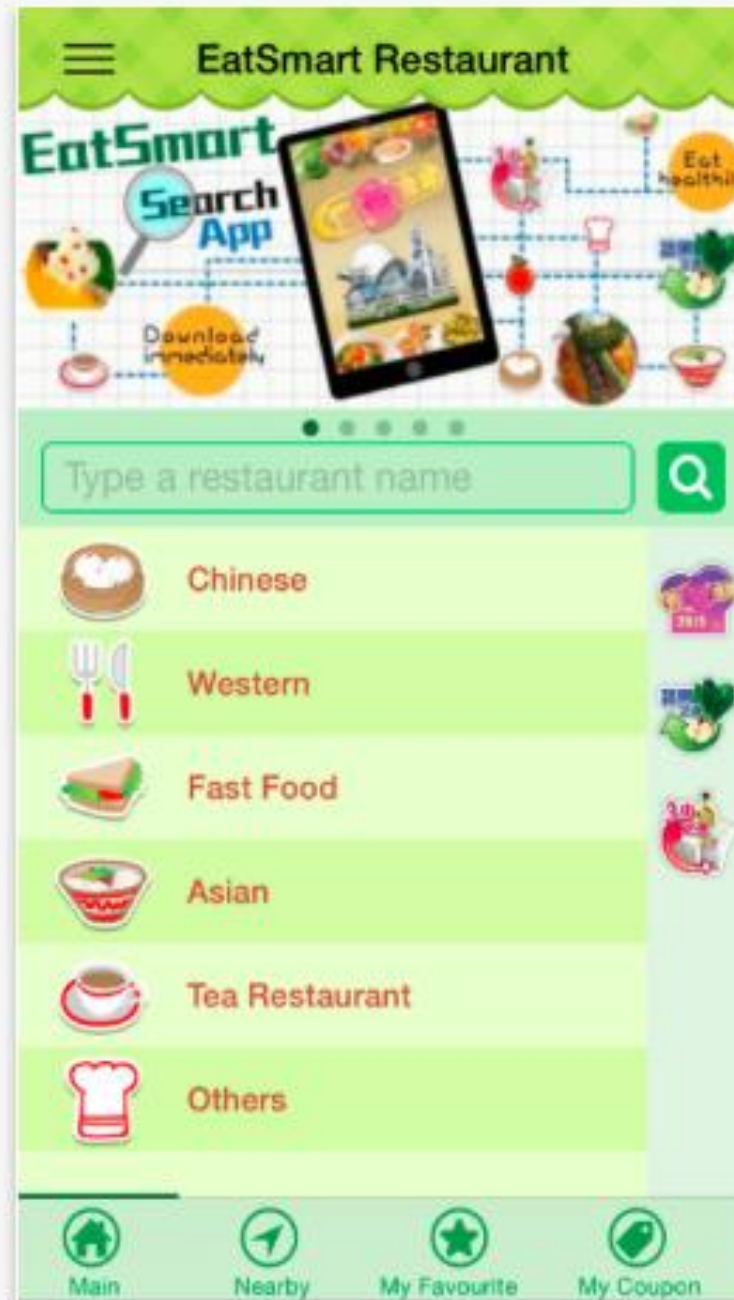 EatSmart Restaurant
EatSmart
Search
App
Eat
Download
immediately
Type a restaurant name
Chinese
Western
Fast Food
Asian
Tea Restaurant
Others
Main
Nearby
My Favourite
My Coupon